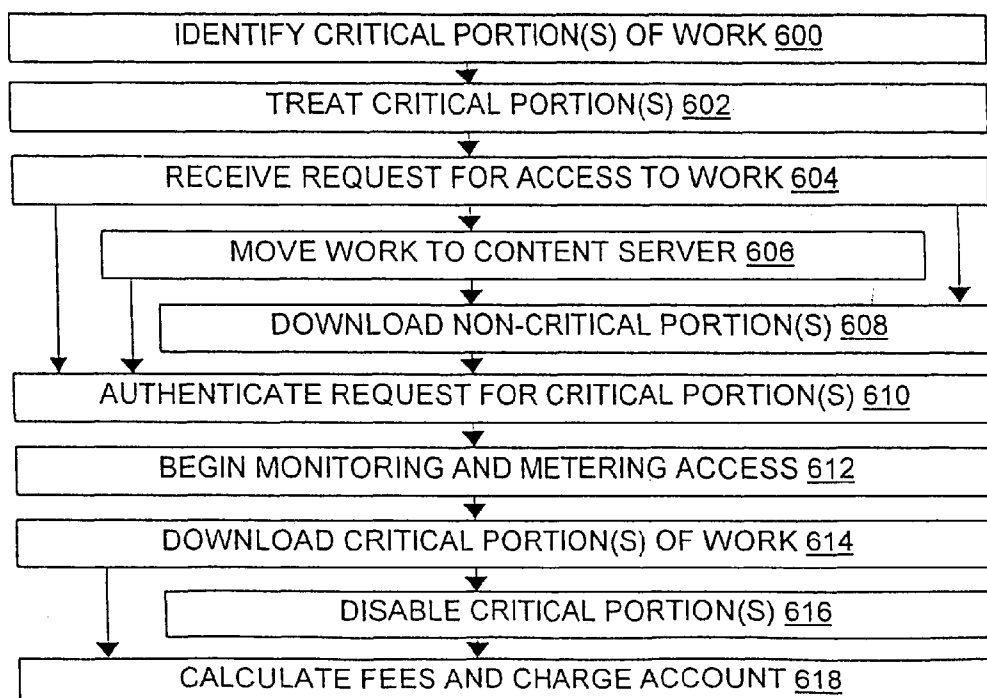 IDENTIFY CRITICAL PORTION(S) OF WORK 600
TREAT CRITICAL PORTION(S) 602
RECEIVE REQUEST FOR ACCESS TO WORK 604
MOVE WORK TO CONTENT SERVER 606
DOWNLOAD NON-CRITICAL PORTION(S) 608
AUTHENTICATE REQUEST FOR CRITICAL PORTION(S) 610
BEGIN MONITORING AND METERING ACCESS 612
DOWNLOAD CRITICAL PORTION(S) OF WORK 614
DISABLE CRITICAL PORTION(S) 616
CALCULATE FEES AND CHARGE ACCOUNT 618